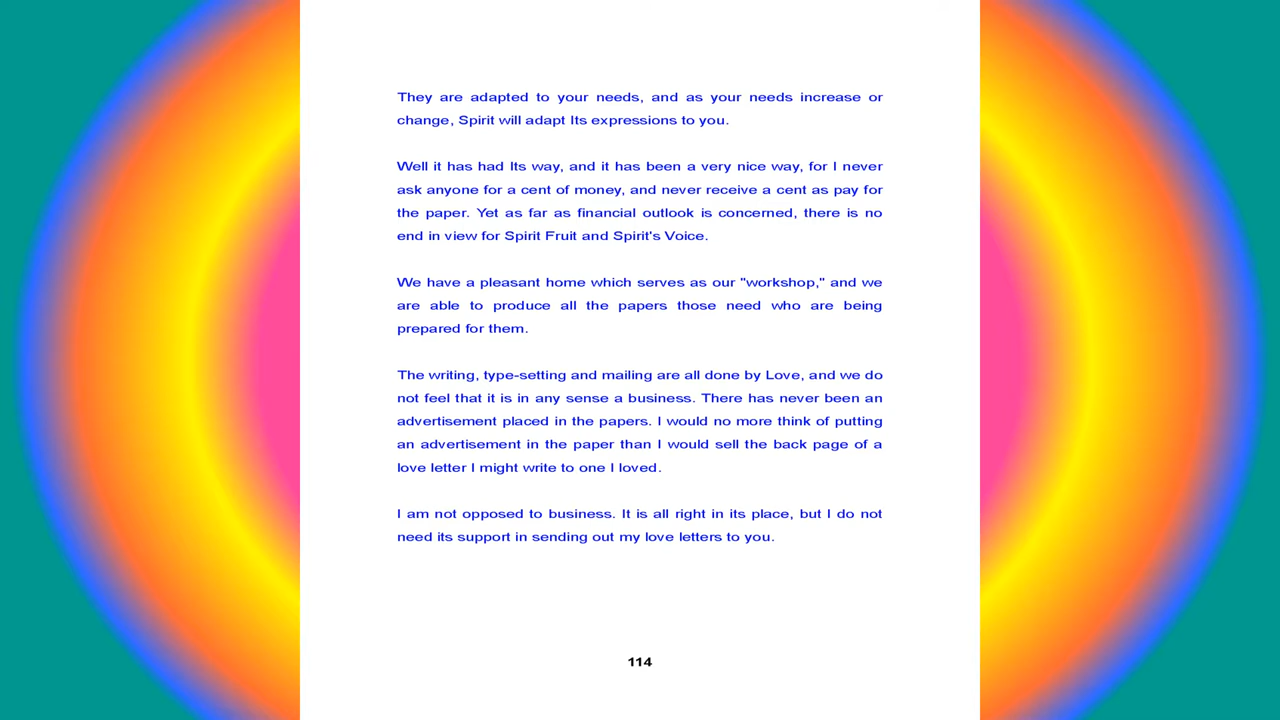 They are adapted to your needs, and as your needs increase or
change, Spirit will adapt Its expressions to you.
Well it has had Its way, and it has been a very nice way, for I never
ask anyone for a cent of money, and never receive a cent as pay for
the paper. Yet as far as financial outlook is concerned, there is no
end in view for Spirit Fruit and Spirit's Voice.
We have a pleasant home which serves as our "workshop," and we
are able to produce all the papers those need who are being
prepared for them.
The writing, type-setting and mailing are all done by Love, and we do
not feel that it is in any sense a business. There has never been an
advertisement placed in the papers. I would no more think of putting
an advertisement in the paper than I would sell the back page of a
love letter I might write to one I loved.
I am not opposed to business. It is all right in its place, but I do not
need its support in sending out my love letters to you.
114